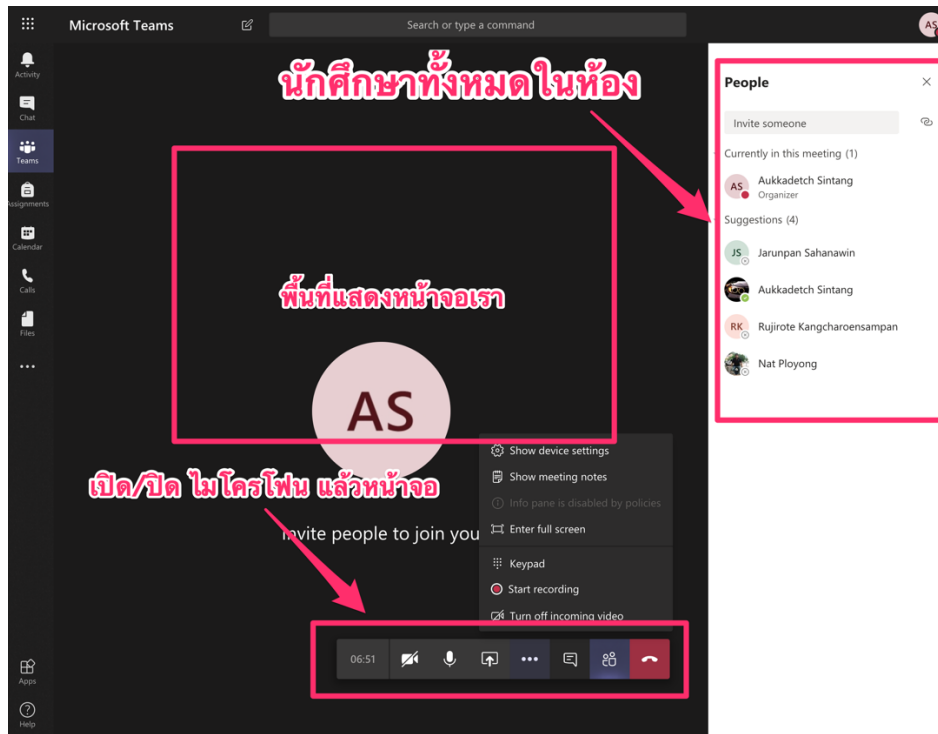 Microsoft Teams
Search or type a command
AS
Activity
Chat
Teams
Assignments
Calendar
Calls
Files
Apps
Help
นักศึกษาทั้งหมดในห้อง
พื้นที่แสดงหน้าจอเรา
AS
เปิด/ปิด ไมโครโฟน แล้วหน้าจอ
Invite people to join you
Show device settings
Show meeting notes
Info pane is disabled by policies
Enter full screen
Keypad
Start recording
Turn off incoming video
06:51
People
Invite someone
Currently in this meeting (1)
AS
Aukkadetch Sintang
Organizer
Suggestions (4)
JS
Jarunpan Sahanawin
Aukkadetch Sintang
RK
Rujirote Kangcharoensampan
Nat Ployong